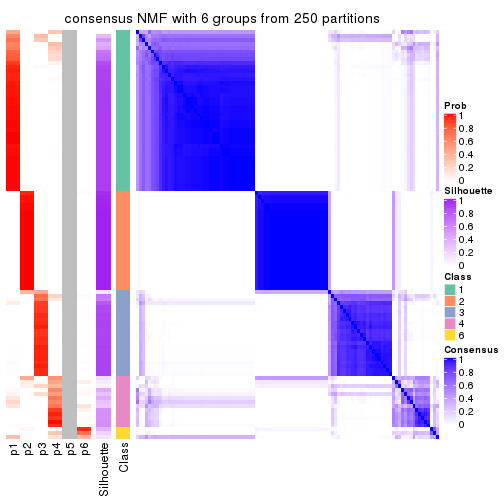 consensus NMF with 6 groups from 250 partitions
Prob
1
0.8
0.6
0.4
0.2
0
Silhouette
1
0.8
0.6
0.4
0.2
0
Class
1
2
3
4
6
Consensus
1
0.8
0.6
0.4
0.2
0
p1
p2
p3
p4
p5
p6
Silhouette
Class